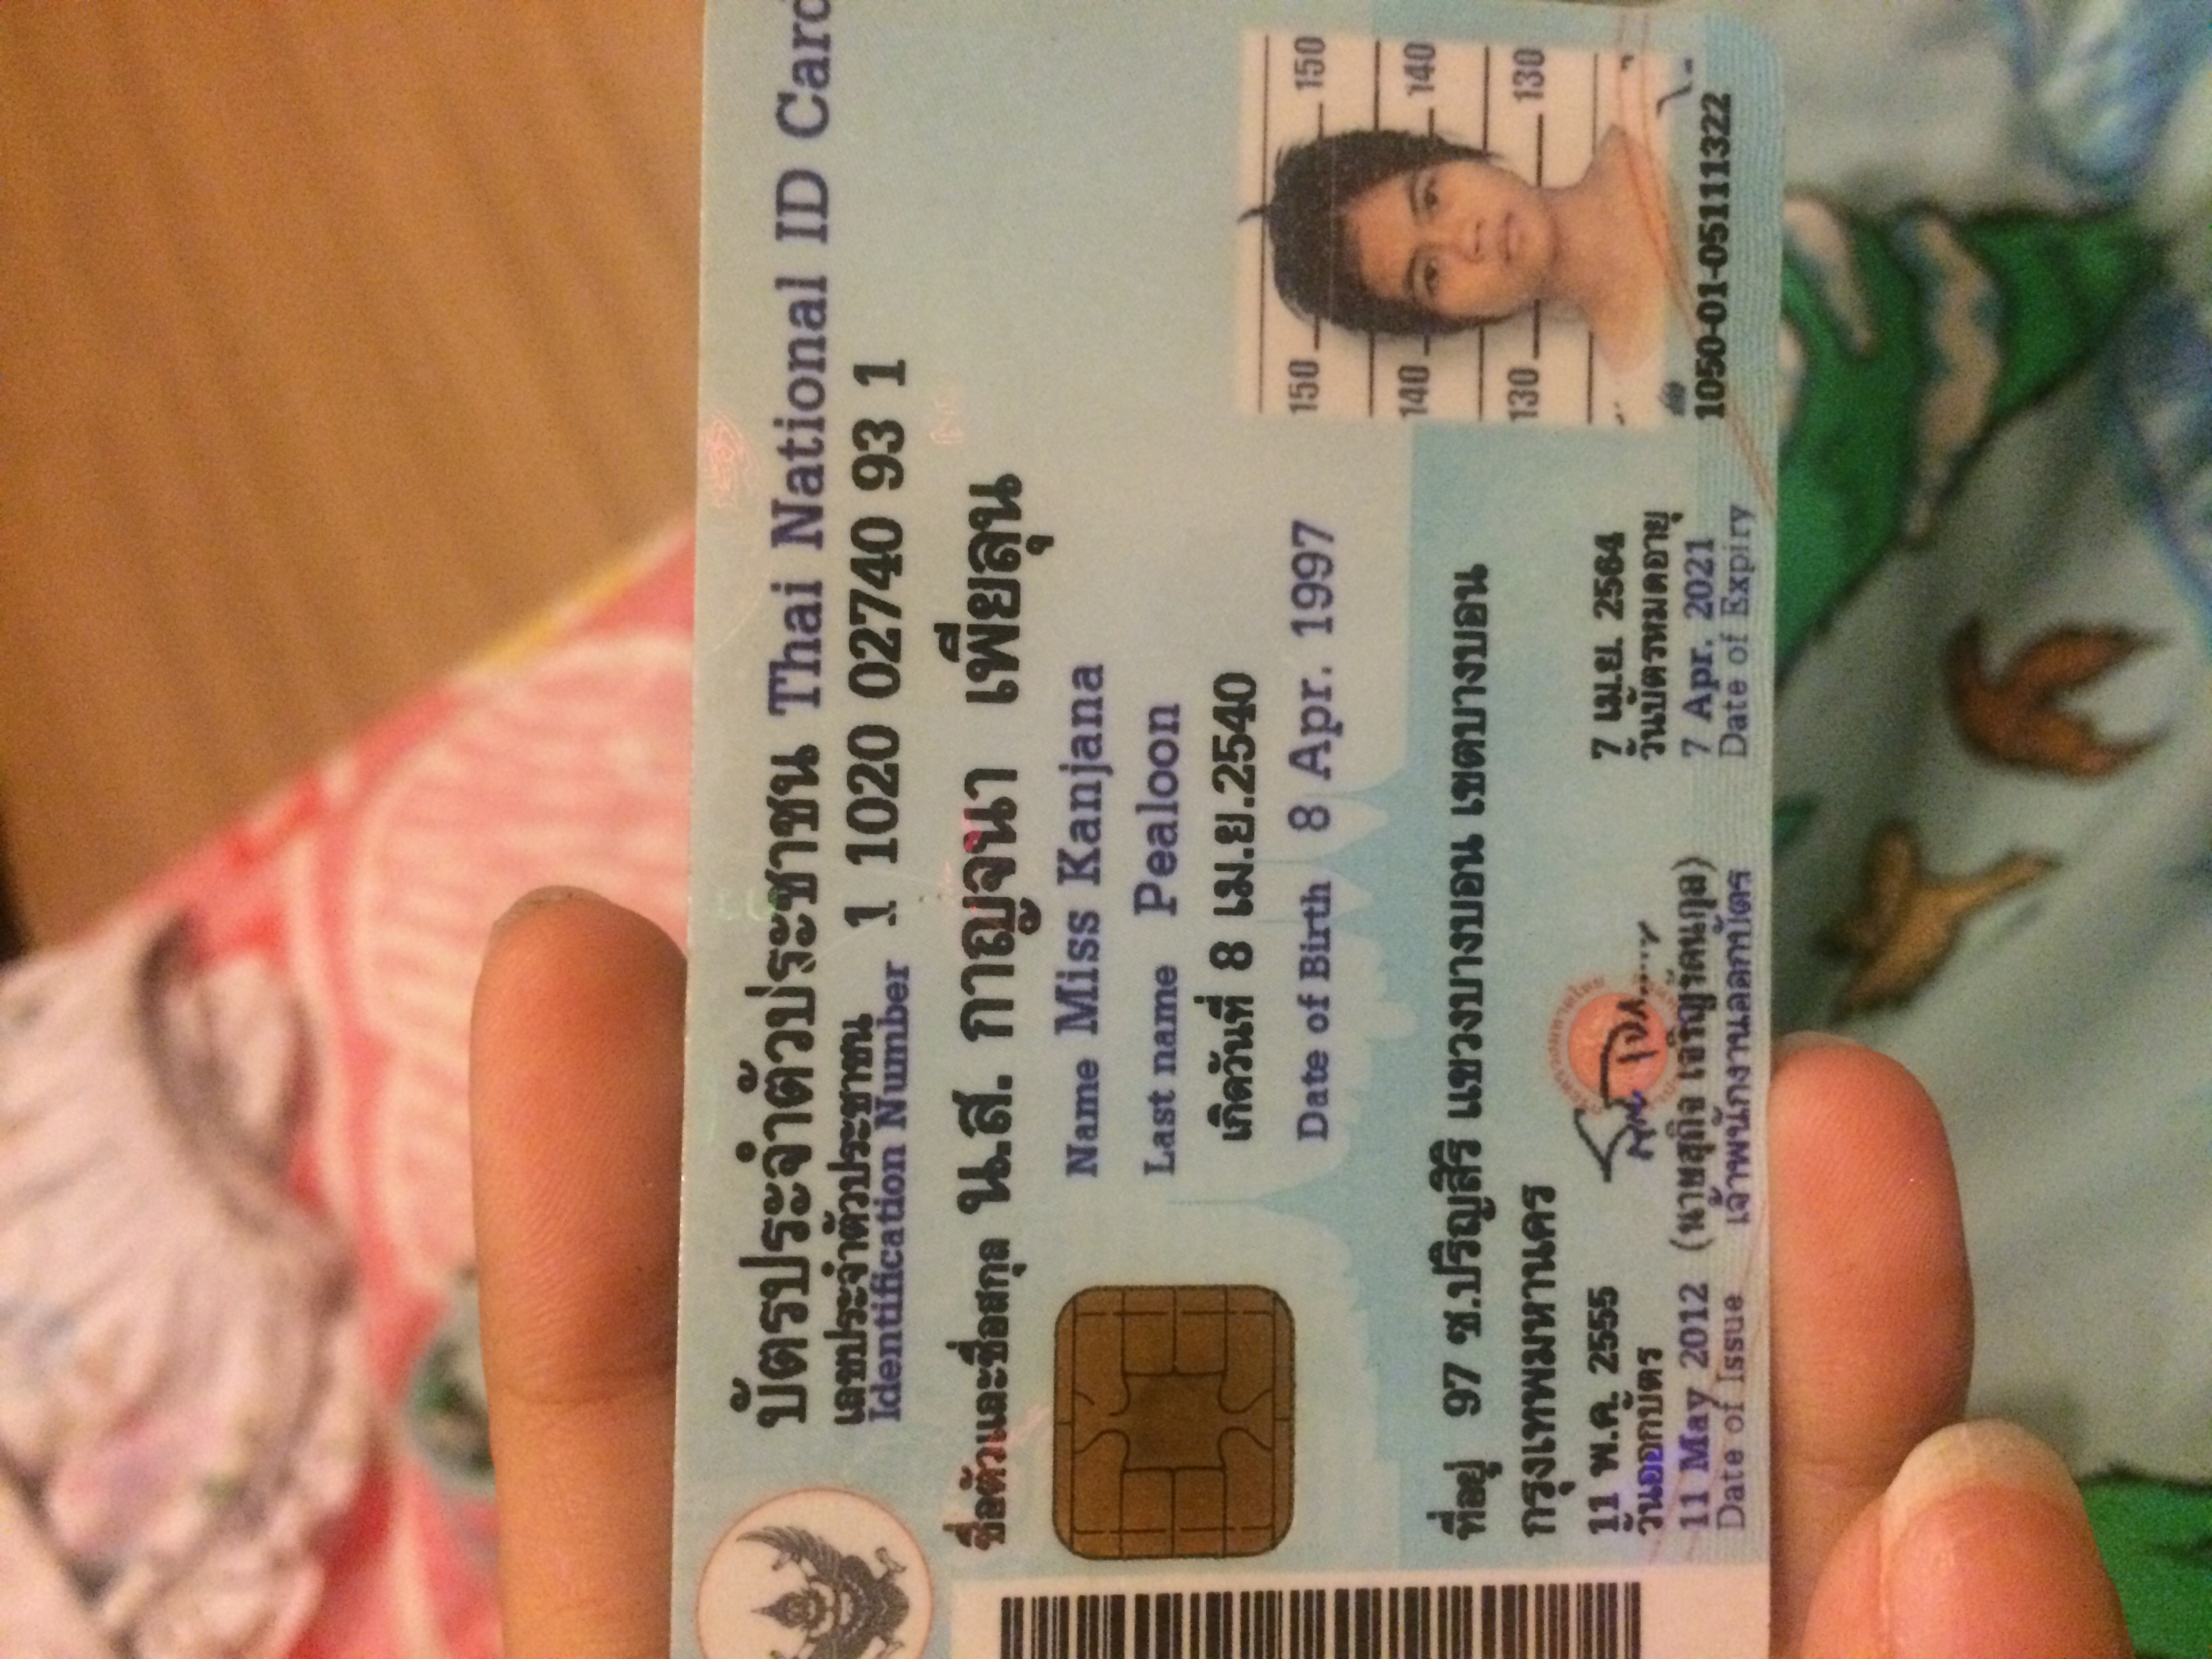 บัตรประจำตัวประชาชน Thai National ID Card
เลขประจำตัวประชาชน
Identification Number 1 1020 02740 93 1
ชื่อตัวและชื่อสกุล น.ส. กาญจนา เพียลุน
Name Miss Kanjana
Last name Pealoon
เกิดวันที่ 8 เม.ย.2540
Date of Birth 8 Apr. 1997
150 150
140 140
130 130
ที่อยู่ 97 ซ.ปริญสิริ แขวงบางบอน เขตบางบอน
กรุงเทพมหานคร
11 พ.ค. 2555
วันออกบัตร
11 May 2012
Date of Issue
(นายสุกิจ เจริญรัตนกุล)
เจ้าพนักงานออกบัตร
7 เม.ย. 2564
วันบัตรหมดอายุ
7 Apr. 2021
Date of Expiry
1050-01-05111322